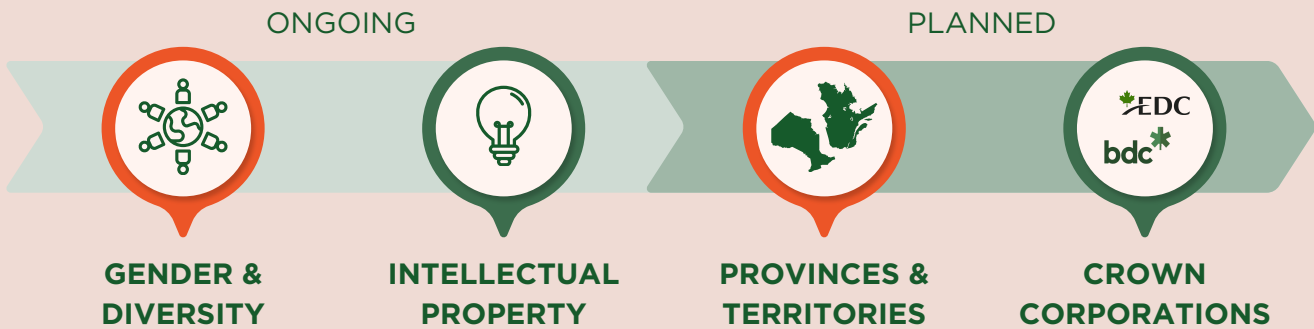 ONGOING
PLANNED
EDC
bdc
GENDER &
DIVERSITY
INTELLECTUAL
PROPERTY
PROVINCES &
TERRITORIES
CROWN
CORPORATIONS